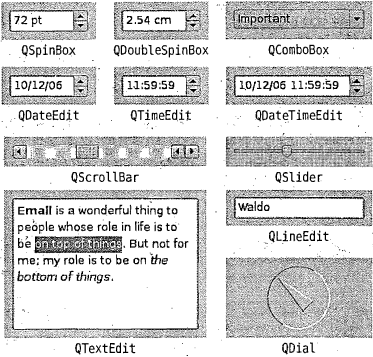 72 pt 2.54 cm Important
QSpinBox QDoubleSpinBox QComboBox
10/12/06 11:59:59 10/12/06 11:59:59
QDateEdit QTimeEdit QDateTimeEdit
QScrollBar QSlider
Email is a wonderful thing to
people whose role in life is to
be on top of things. But not for
me; my role is to be on the
bottom of things.
QTextEdit
Waldo
QLineEdit
QDial